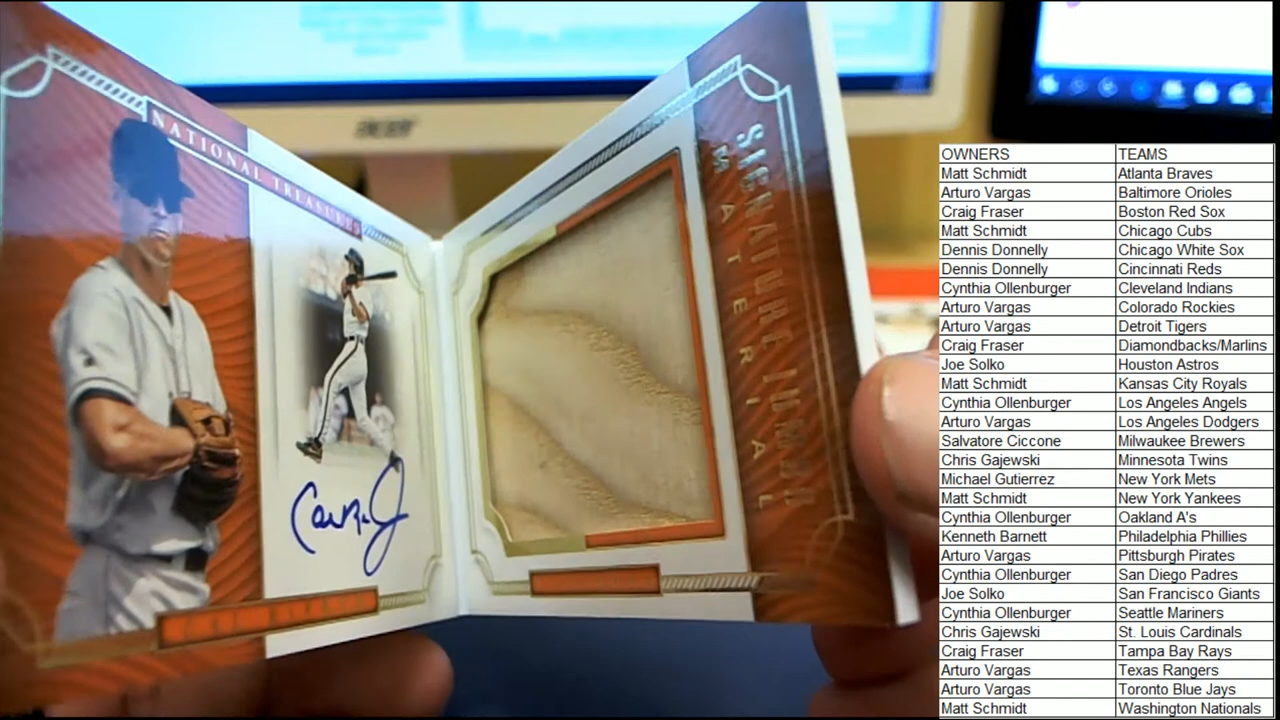 acer
NATIONAL TREASURES
SIGNATURE JUMBO
MATERIAL
OWNERS TEAMS
Matt Schmidt Atlanta Braves
Arturo Vargas Baltimore Orioles
Craig Fraser Boston Red Sox
Matt Schmidt Chicago Cubs
Dennis Donnelly Chicago White Sox
Dennis Donnelly Cincinnati Reds
Cynthia Ollenburger Cleveland Indians
Arturo Vargas Colorado Rockies
Arturo Vargas Detroit Tigers
Craig Fraser Diamondbacks/Marlins
Joe Solko Houston Astros
Matt Schmidt Kansas City Royals
Cynthia Ollenburger Los Angeles Angels
Arturo Vargas Los Angeles Dodgers
Salvatore Ciccone Milwaukee Brewers
Chris Gajewski Minnesota Twins
Michael Gutierrez New York Mets
Matt Schmidt New York Yankees
Cynthia Ollenburger Oakland A's
Kenneth Barnett Philadelphia Phillies
Arturo Vargas Pittsburgh Pirates
Cynthia Ollenburger San Diego Padres
Joe Solko San Francisco Giants
Cynthia Ollenburger Seattle Mariners
Chris Gajewski St. Louis Cardinals
Craig Fraser Tampa Bay Rays
Arturo Vargas Texas Rangers
Arturo Vargas Toronto Blue Jays
Matt Schmidt Washington Nationals